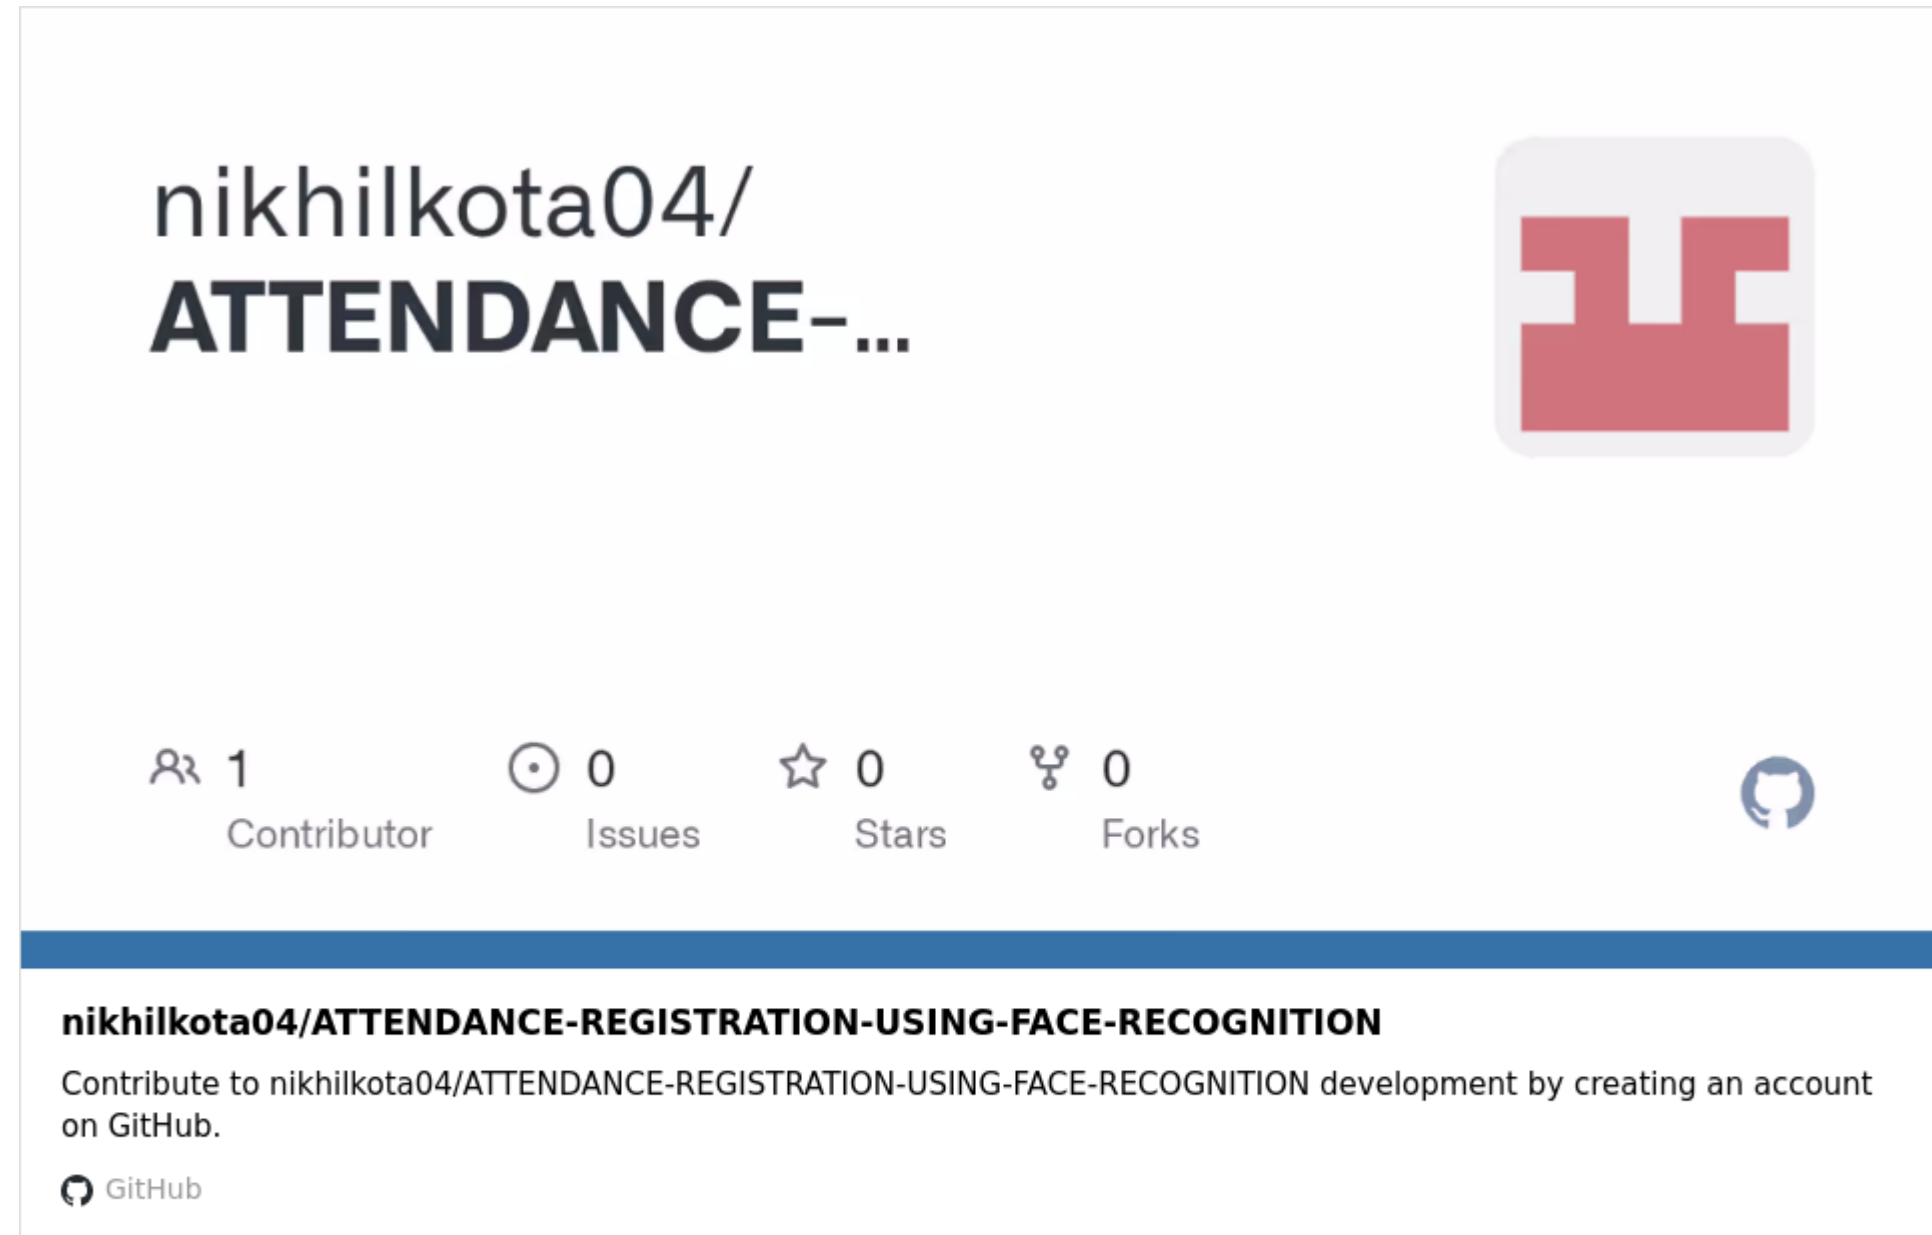 nikhilkota04/
ATTENDANCE-...
1 0 0 0
Contributor Issues Stars Forks
nikhilkota04/ATTENDANCE-REGISTRATION-USING-FACE-RECOGNITION
Contribute to nikhilkota04/ATTENDANCE-REGISTRATION-USING-FACE-RECOGNITION development by creating an account
on GitHub.
GitHub